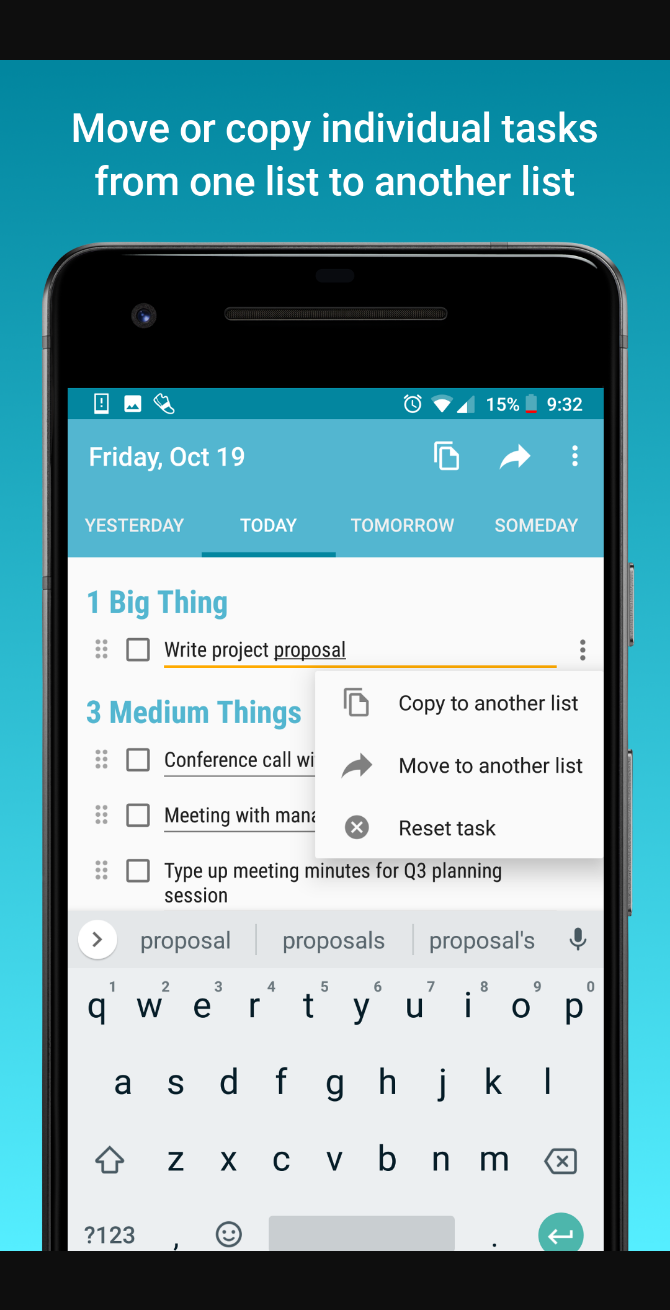 Move or copy individual tasks
from one list to another list
15% 9:32
Friday, Oct 19
YESTERDAY TODAY TOMORROW SOMEDAY
1 Big Thing
Write project proposal
3 Medium Things
Copy to another list
Conference call wi
Move to another list
Meeting with mana
Reset task
Type up meeting minutes for Q3 planning
session
proposal proposals proposal's
1 2 3 4 5 6 7 8 9 0
q w e r t y u i o p
a s d f g h j k l
z x c v b n m
?123 , .